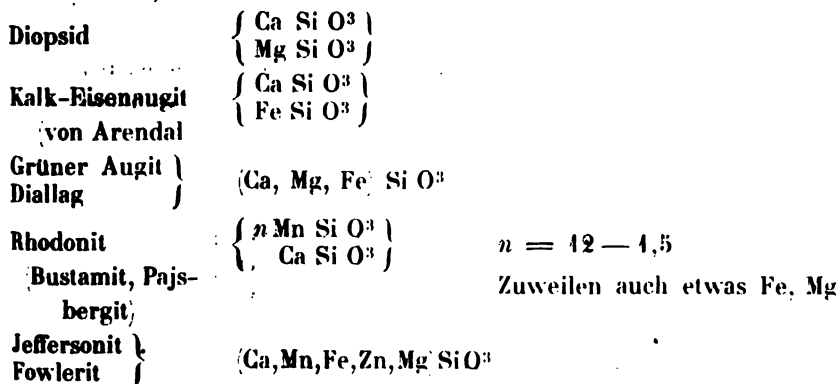 Diopsid { Ca Si O³ }
{ Mg Si O³ }
Kalk-Eisenaugit { Ca Si O³ }
von Arendal { Fe Si O³ }
Grüner Augit }
Diallag } (Ca, Mg, Fe) Si O³
Rhodonit { n Mn Si O³ } n = 12 — 1,5
(Bustamit, Pajs- { Ca Si O³ } Zuweilen auch etwas Fe, Mg
bergit)
Jeffersonit }
Fowlerit } (Ca,Mn,Fe,Zn,Mg) SiO³